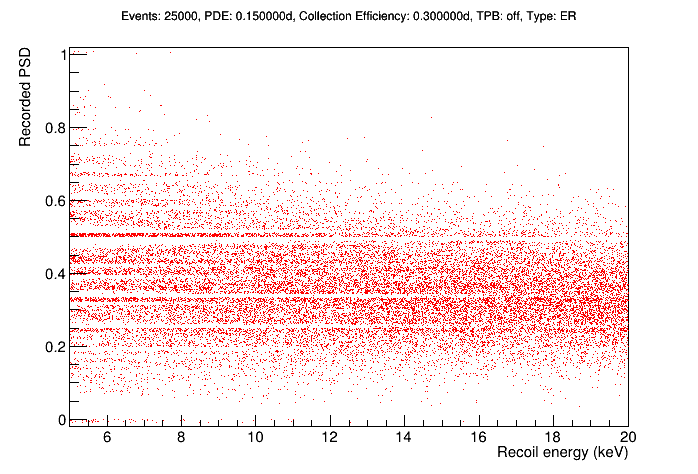 Events: 25000, PDE: 0.150000d, Collection Efficiency: 0.300000d, TPB: off, Type: ER
Recorded PSD
1
0.8
0.6
0.4
0.2
0
6 8 10 12 14 16 18 20
Recoil energy (keV)